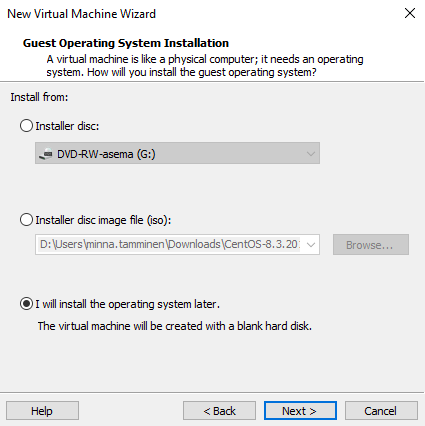 New Virtual Machine Wizard
Guest Operating System Installation
A virtual machine is like a physical computer; it needs an operating
system. How will you install the guest operating system?
Install from:
Installer disc:
DVD-RW-asema (G:)
Installer disc image file (iso):
D:\Users\minna.tamminen\Downloads\CentOS-8.3.20
Browse...
I will install the operating system later.
The virtual machine will be created with a blank hard disk.
Help
< Back
Next >
Cancel